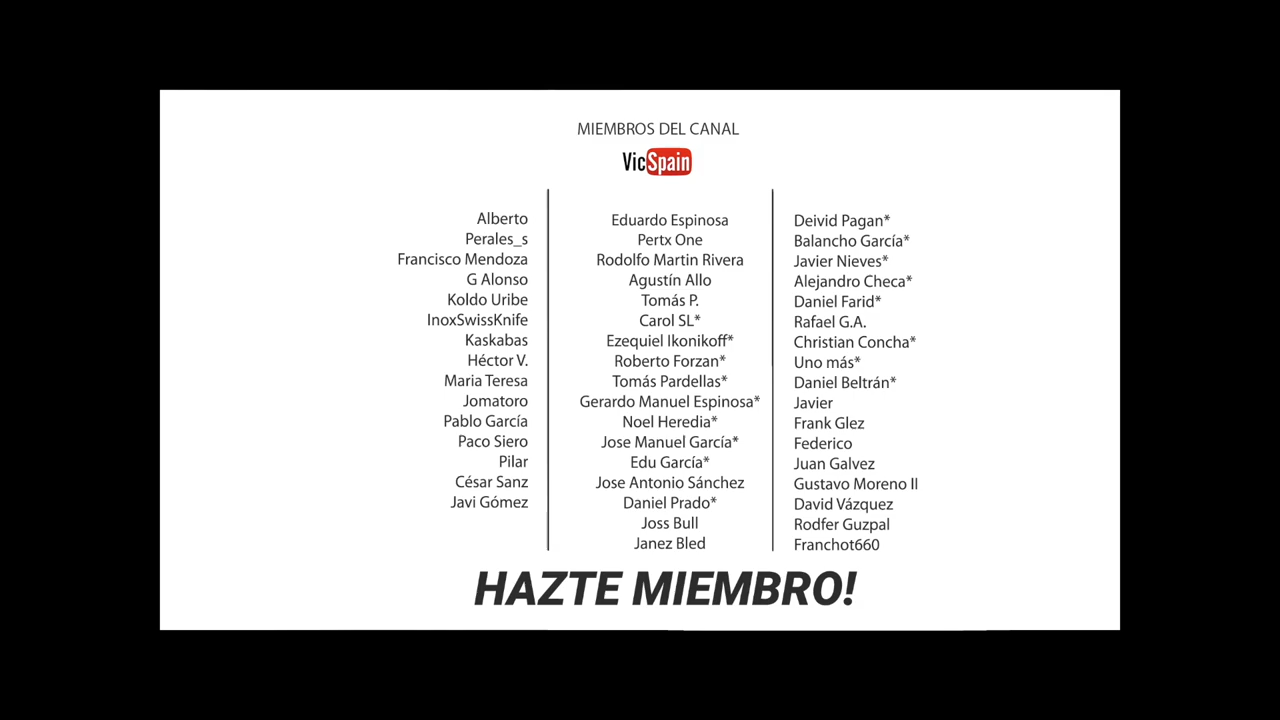 MIEMBROS DEL CANAL
VicSpain
Alberto
Perales_s
Francisco Mendoza
G Alonso
Koldo Uribe
InoxSwissKnife
Kaskabas
Héctor V.
Maria Teresa
Jomatoro
Pablo García
Paco Siero
Pilar
César Sanz
Javi Gómez
Eduardo Espinosa
Pertx One
Rodolfo Martin Rivera
Agustín Allo
Tomás P.
Carol SL*
Ezequiel Ikonikoff*
Roberto Forzan*
Tomás Pardellas*
Gerardo Manuel Espinosa*
Noel Heredia*
Jose Manuel García*
Edu García*
Jose Antonio Sánchez
Daniel Prado*
Joss Bull
Janez Bled
Deivid Pagan*
Balancho García*
Javier Nieves*
Alejandro Checa*
Daniel Farid*
Rafael G.A.
Christian Concha*
Uno más*
Daniel Beltrán*
Javier
Frank Glez
Federico
Juan Galvez
Gustavo Moreno II
David Vázquez
Rodfer Guzpal
Franchot660
HAZTE MIEMBRO!